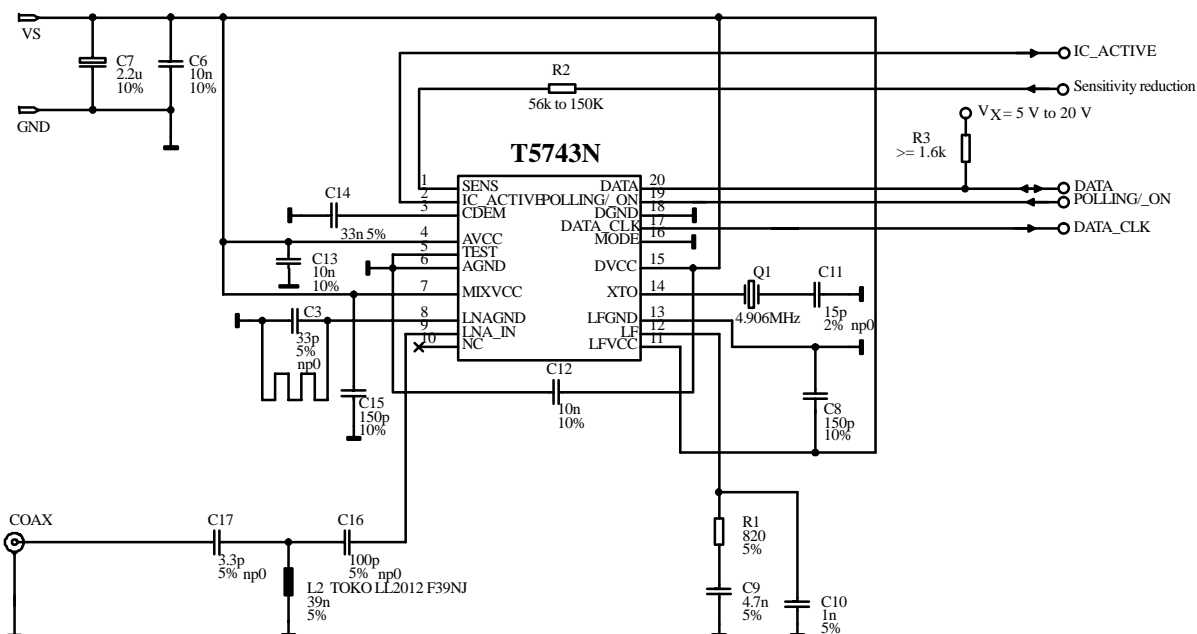 VS
C7
2.2u
10%
C6
10n
10%
GND
IC_ACTIVE
R2
56k to 150K
Sensitivity reduction
VX = 5 V to 20 V
R3
>= 1.6k
T5743N
1
SENS
DATA
20
DATA
2
IC_ACTIVE
POLLING/_ON
19
POLLING/_ON
C14
33n 5%
3
CDEM
DGND
18
DATA_CLK
17
DATA_CLK
4
AVCC
MODE
16
5
TEST
6
AGND
DVCC
15
C13
10n
10%
7
MIXVCC
XTO
14
Q1
4.906MHz
C11
15p
2% np0
C3
33p
5%
np0
8
LNAGND
LFGND
13
9
LNA_IN
LF
12
10
NC
LFVCC
11
C12
10n
10%
C15
150p
10%
C8
150p
10%
COAX
C17
3.3p
5% np0
C16
100p
5% np0
L2 TOKO LL2012 F39NJ
39n
5%
R1
820
5%
C9
4.7n
5%
C10
1n
5%